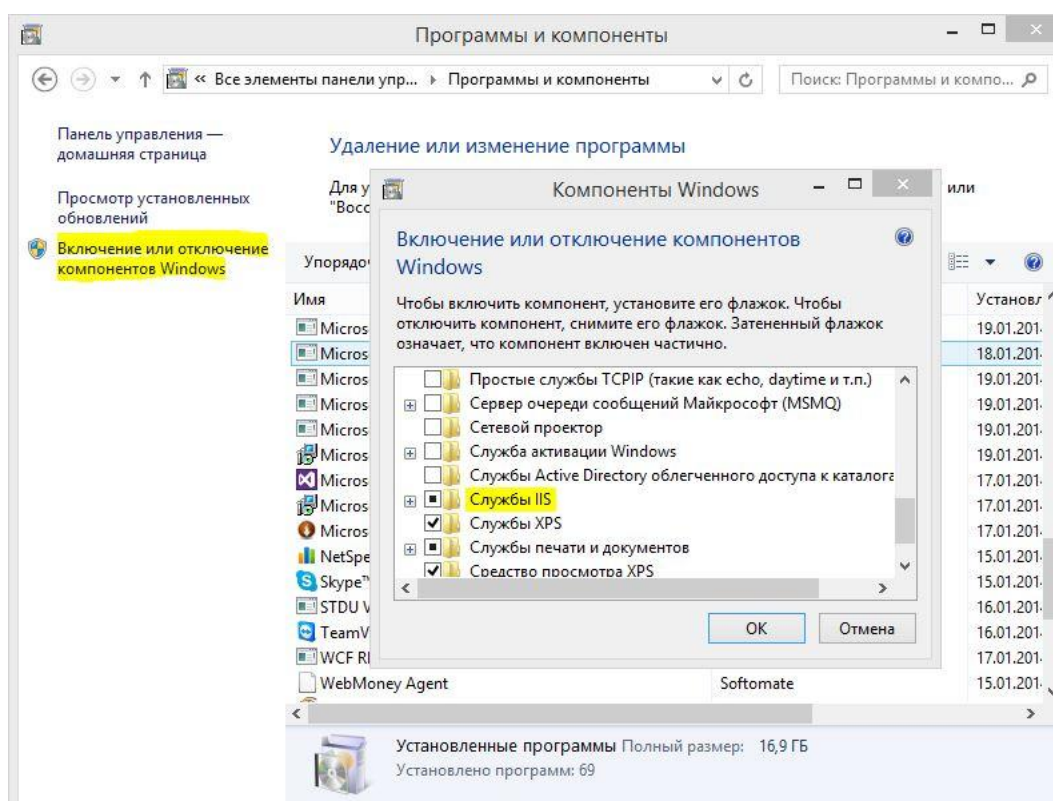 Программы и компоненты
« Все элементы панели упр... Программы и компоненты
Поиск: Программы и компо...
Панель управления —
домашняя страница
Просмотр установленных
обновлений
Включение или отключение
компонентов Windows
Удаление или изменение программы
Для у
или
"Восс
Упорядо
Имя
Установл
Micros
19.01.201
Micros
18.01.201
Micros
19.01.201
Micros
19.01.201
Micros
19.01.201
Micros
19.01.201
Micros
17.01.201
Micros
17.01.201
Micros
17.01.201
NetSpe
15.01.201
Skype™
15.01.201
STDU V
16.01.201
TeamV
16.01.201
WCF RI
17.01.201
WebMoney Agent
Softomate
15.01.201
Компоненты Windows
Включение или отключение компонентов
Windows
Чтобы включить компонент, установите его флажок. Чтобы
отключить компонент, снимите его флажок. Затененный флажок
означает, что компонент включен частично.
Простые службы TCPIP (такие как echo, daytime и т.п.)
Сервер очереди сообщений Майкрософт (MSMQ)
Сетевой проектор
Служба активации Windows
Службы Active Directory облегченного доступа к каталога
Службы IIS
Службы XPS
Службы печати и документов
Средство просмотра XPS
OK
Отмена
Установленные программы Полный размер: 16,9 ГБ
Установлено программ: 69